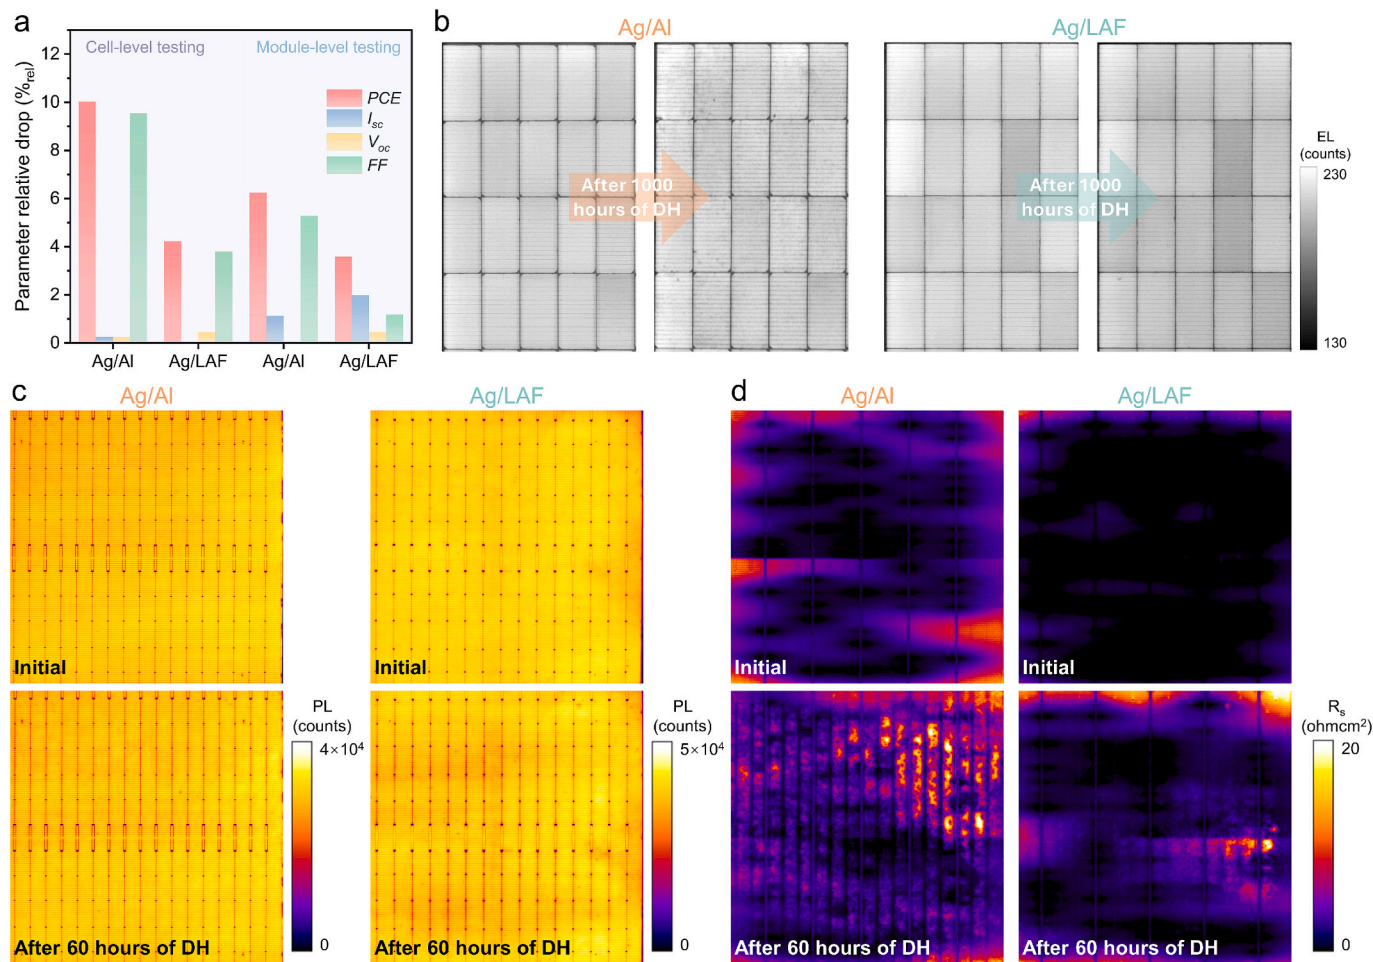 a
Cell-level testing
Module-level testing
Parameter relative drop (%rel)
12
10
8
6
4
2
0
PCE
Isc
Voc
FF
Ag/Al
Ag/LAF
Ag/Al
Ag/LAF
b
Ag/Al
Ag/LAF
After 1000
hours of DH
After 1000
hours of DH
EL
(counts)
230
130
c
Ag/Al
Ag/LAF
Initial
Initial
After 60 hours of DH
After 60 hours of DH
PL
(counts)
4×10⁴
0
PL
(counts)
5×10⁴
0
d
Ag/Al
Ag/LAF
Initial
Initial
After 60 hours of DH
After 60 hours of DH
Rs
(ohmcm²)
20
0